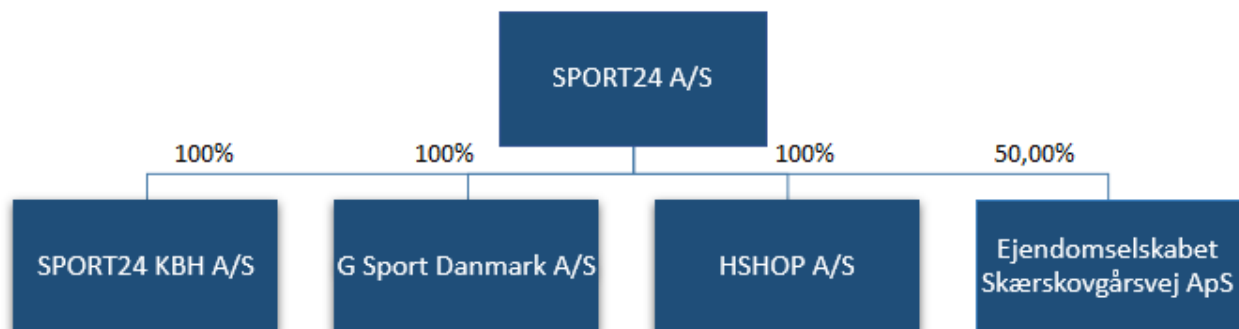 SPORT24 A/S
100%
100%
100%
50,00%
SPORT24 KBH A/S
G Sport Danmark A/S
HSHOP A/S
Ejendomselskabet
Skærskovgårsvej ApS